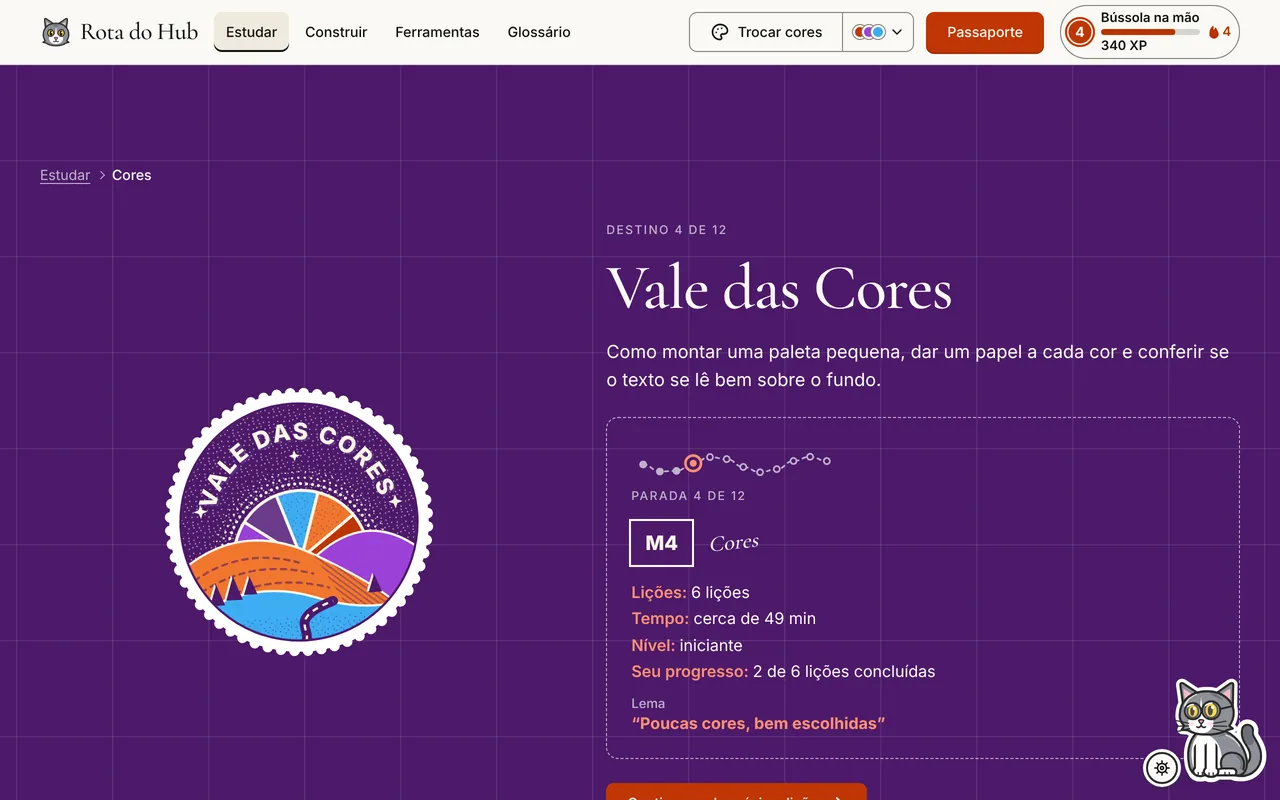 Rota do Hub
Estudar
Construir
Ferramentas
Glossário
Trocar cores
Passaporte
4
Bússola na mão
340 XP
4
Estudar > Cores
DESTINO 4 DE 12
Vale das Cores
Como montar uma paleta pequena, dar um papel a cada cor e conferir se
o texto se lê bem sobre o fundo.
VALE DAS CORES
PARADA 4 DE 12
M4
Cores
Lições: 6 lições
Tempo: cerca de 49 min
Nível: iniciante
Seu progresso: 2 de 6 lições concluídas
Lema
“Poucas cores, bem escolhidas”